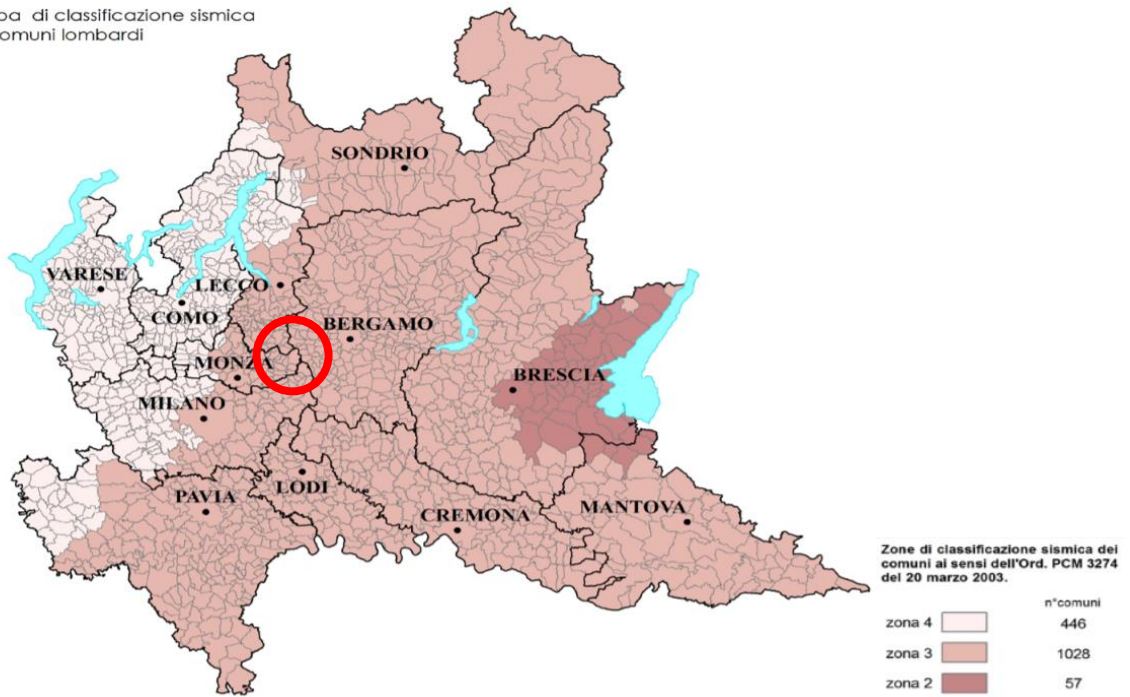 di classificazione sismica
lombardi
SONDRIO
VARESE
LECCO
COMO
BERGAMO
MONZA
BRESCIA
MILANO
PAVIA
LODI
CREMONA
MANTOVA
Zone di classificazione sismica dei
comuni ai sensi dell'Ord. PCM 3274
del 20 marzo 2003.
n°comuni
zona 4 446
zona 3 1028
zona 2 57